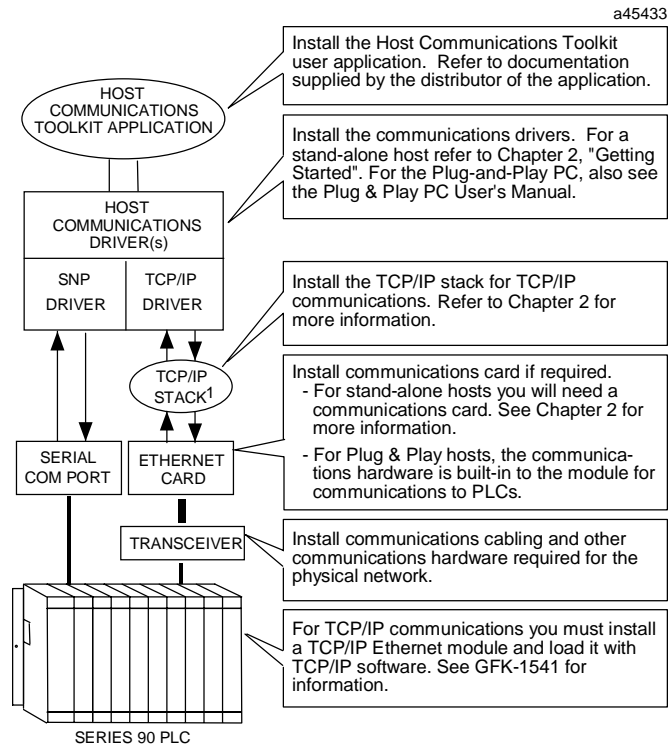 a45433
Install the Host Communications Toolkit
user application. Refer to documentation
supplied by the distributor of the application.
HOST
COMMUNICATIONS
TOOLKIT APPLICATION
Install the communications drivers. For a
stand-alone host refer to Chapter 2, "Getting
Started". For the Plug-and-Play PC, also see
the Plug & Play PC User's Manual.
HOST
COMMUNICATIONS
DRIVER(s)
SNP
DRIVER
TCP/IP
DRIVER
Install the TCP/IP stack for TCP/IP
communications. Refer to Chapter 2 for
more information.
TCP/IP
STACK1
Install communications card if required.
- For stand-alone hosts you will need a
communications card. See Chapter 2 for
more information.
- For Plug & Play hosts, the communica-
tions hardware is built-in to the module for
communications to PLCs.
SERIAL
COM PORT
ETHERNET
CARD
TRANSCEIVER
Install communications cabling and other
communications hardware required for the
physical network.
For TCP/IP communications you must install
a TCP/IP Ethernet module and load it with
TCP/IP software. See GFK-1541 for
information.
SERIES 90 PLC